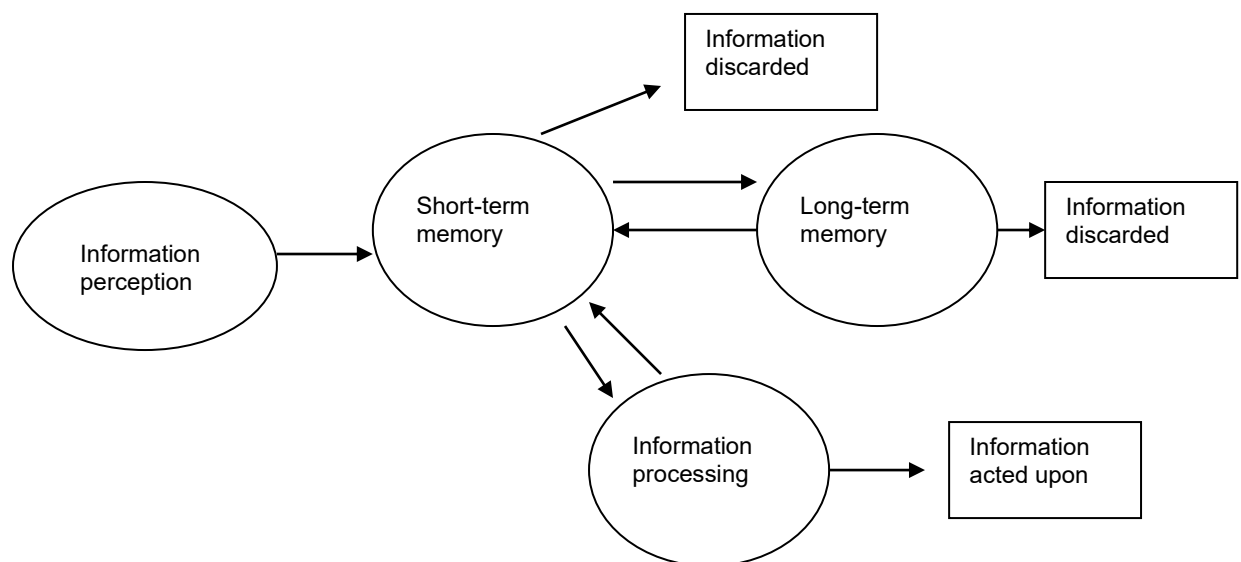 Information
discarded
Short-term
memory
Long-term
memory
Information
discarded
Information
perception
Information
processing
Information
acted upon